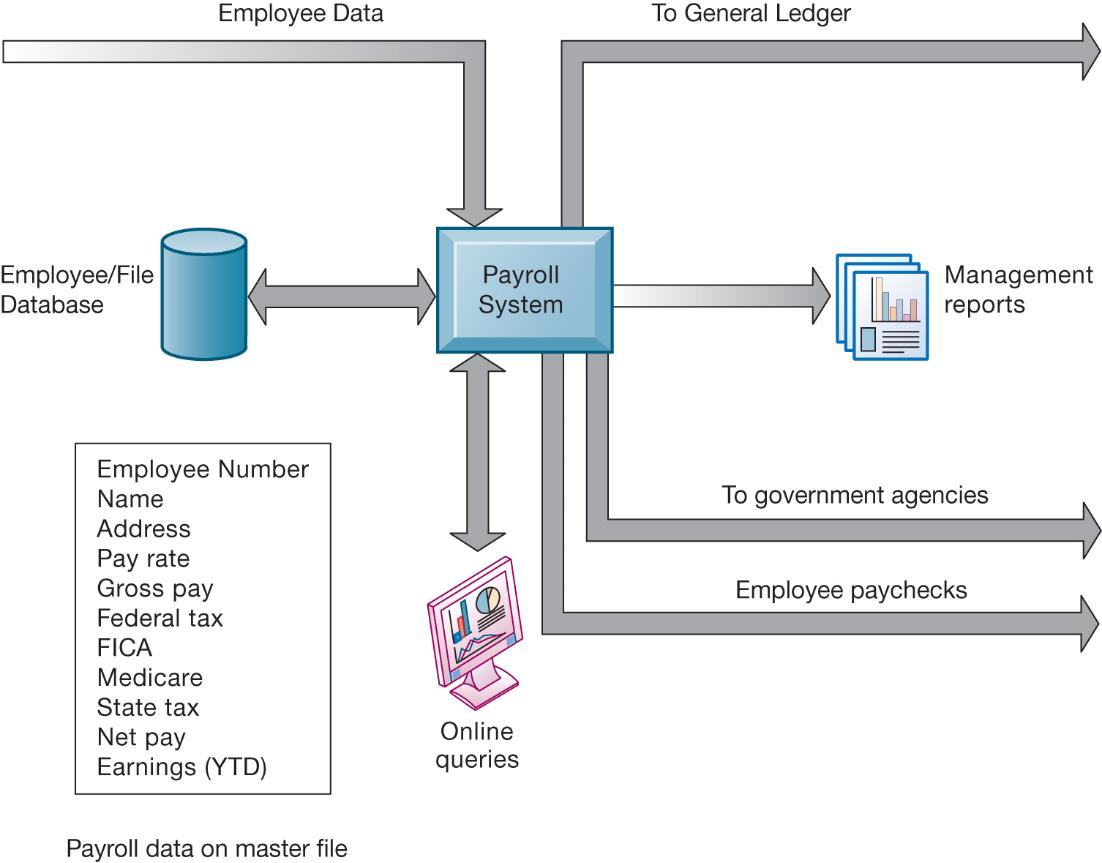 Employee Data
To General Ledger
Employee/File
Database
Payroll
System
Management
reports
Employee Number
Name
Address
Pay rate
Gross pay
Federal tax
FICA
Medicare
State tax
Net pay
Earnings (YTD)
To government agencies
Employee paychecks
Online
queries
Payroll data on master file